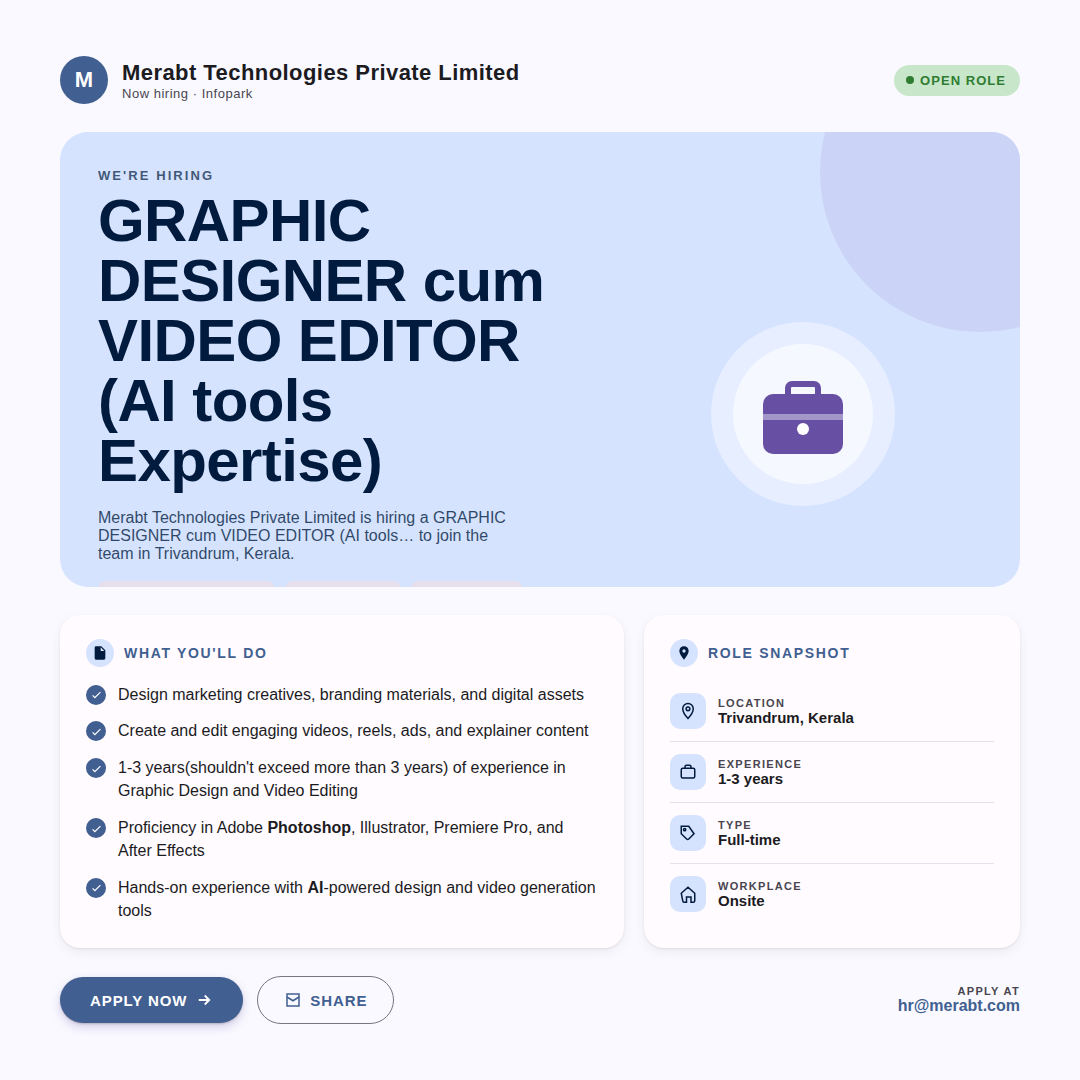 M
Merabt Technologies Private Limited
Now hiring · Infopark
OPEN ROLE
WE'RE HIRING
GRAPHIC
DESIGNER cum
VIDEO EDITOR
(AI tools
Expertise)
Merabt Technologies Private Limited is hiring a GRAPHIC
DESIGNER cum VIDEO EDITOR (AI tools… to join the
team in Trivandrum, Kerala.
WHAT YOU'LL DO
Design marketing creatives, branding materials, and digital assets
Create and edit engaging videos, reels, ads, and explainer content
1-3 years(shouldn't exceed more than 3 years) of experience in
Graphic Design and Video Editing
Proficiency in Adobe Photoshop, Illustrator, Premiere Pro, and
After Effects
Hands-on experience with AI-powered design and video generation
tools
ROLE SNAPSHOT
LOCATION
Trivandrum, Kerala
EXPERIENCE
1-3 years
TYPE
Full-time
WORKPLACE
Onsite
APPLY NOW
SHARE
APPLY AT
hr@merabt.com